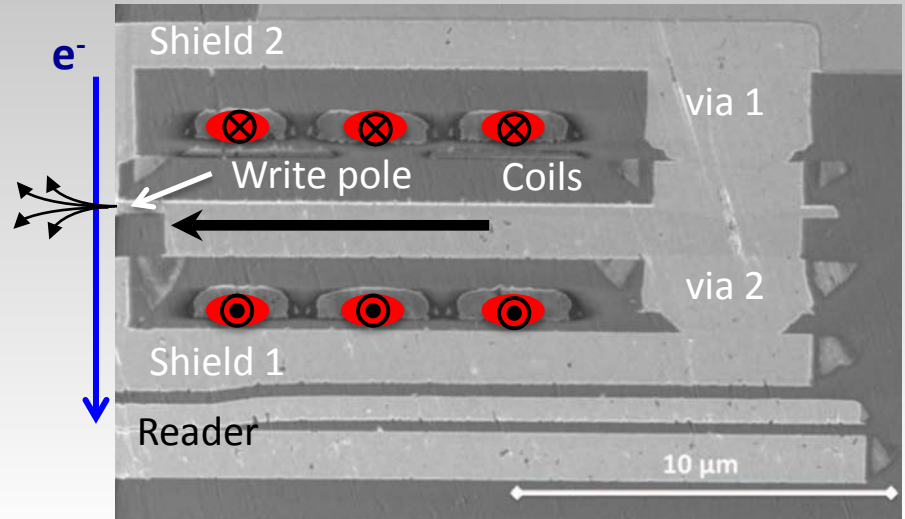 Shield 2
e-
via 1
Write pole
Coils
via 2
Shield 1
Reader
10 µm